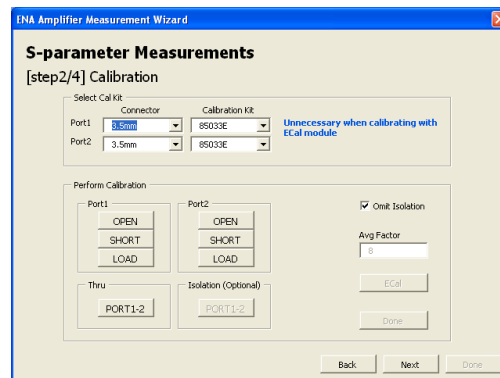 ENA Amplifier Measurement Wizard
S-parameter Measurements
[step2/4] Calibration
Select Cal Kit
Connector Calibration Kit
Port1 3.5mm 85033E Unnecessary when calibrating with
ECal module
Port2 3.5mm 85033E
Perform Calibration
Port1 Port2
OPEN OPEN Omit Isolation
SHORT SHORT
Avg Factor
LOAD LOAD 8
Thru Isolation (Optional) ECal
PORT1-2 PORT1-2
Done
Back Next Done